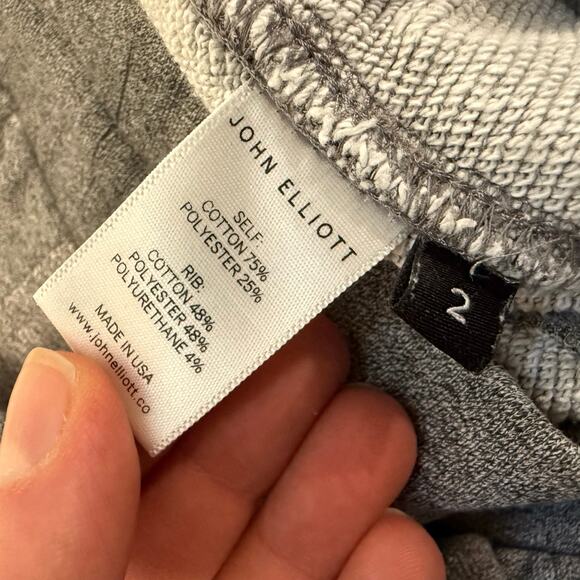 JOHN ELLIOTT
SELF:
COTTON 75%
POLYESTER 25%
RIB:
COTTON 48%
POLYESTER 48%
POLYURETHANE 4%
MADE IN USA
www.johnelliott.co
2